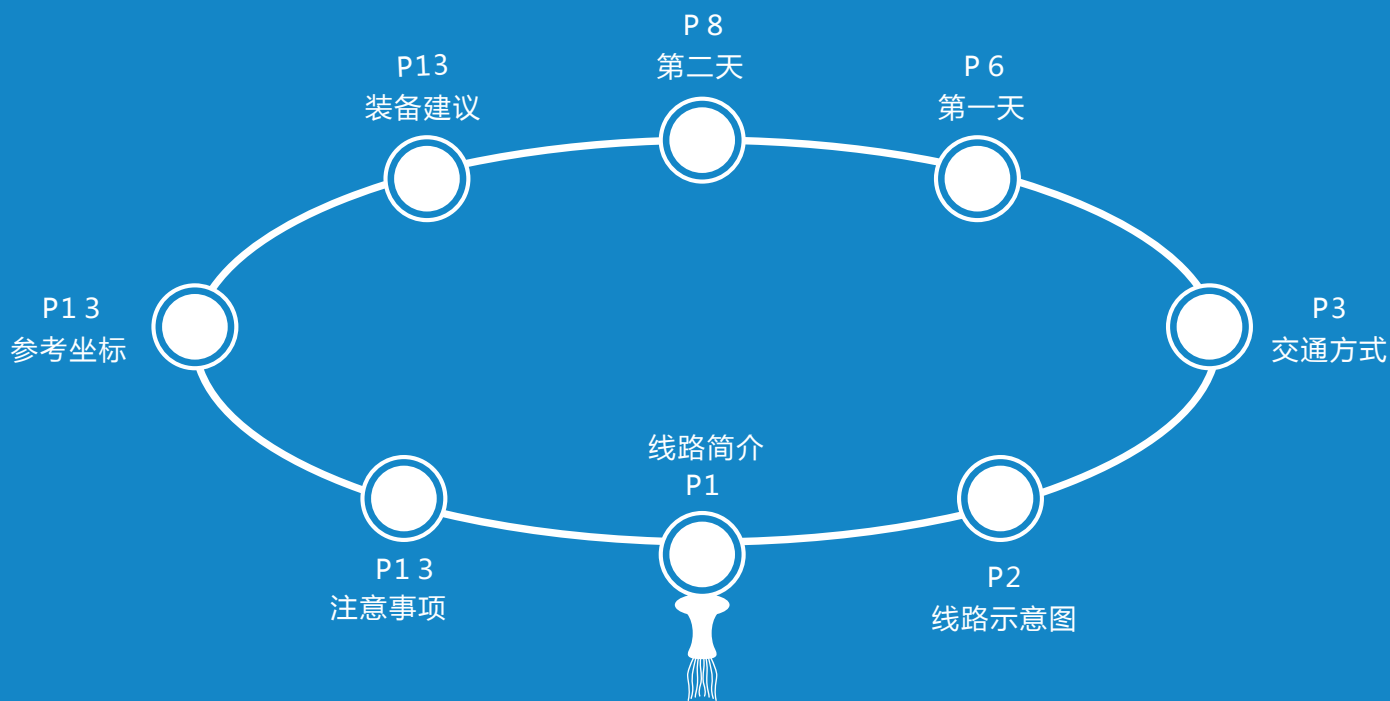 P 8
第二天
P13
装备建议
P 6
第一天
P1 3
参考坐标
P3
交通方式
线路简介
P1
P1 3
注意事项
P2
线路示意图